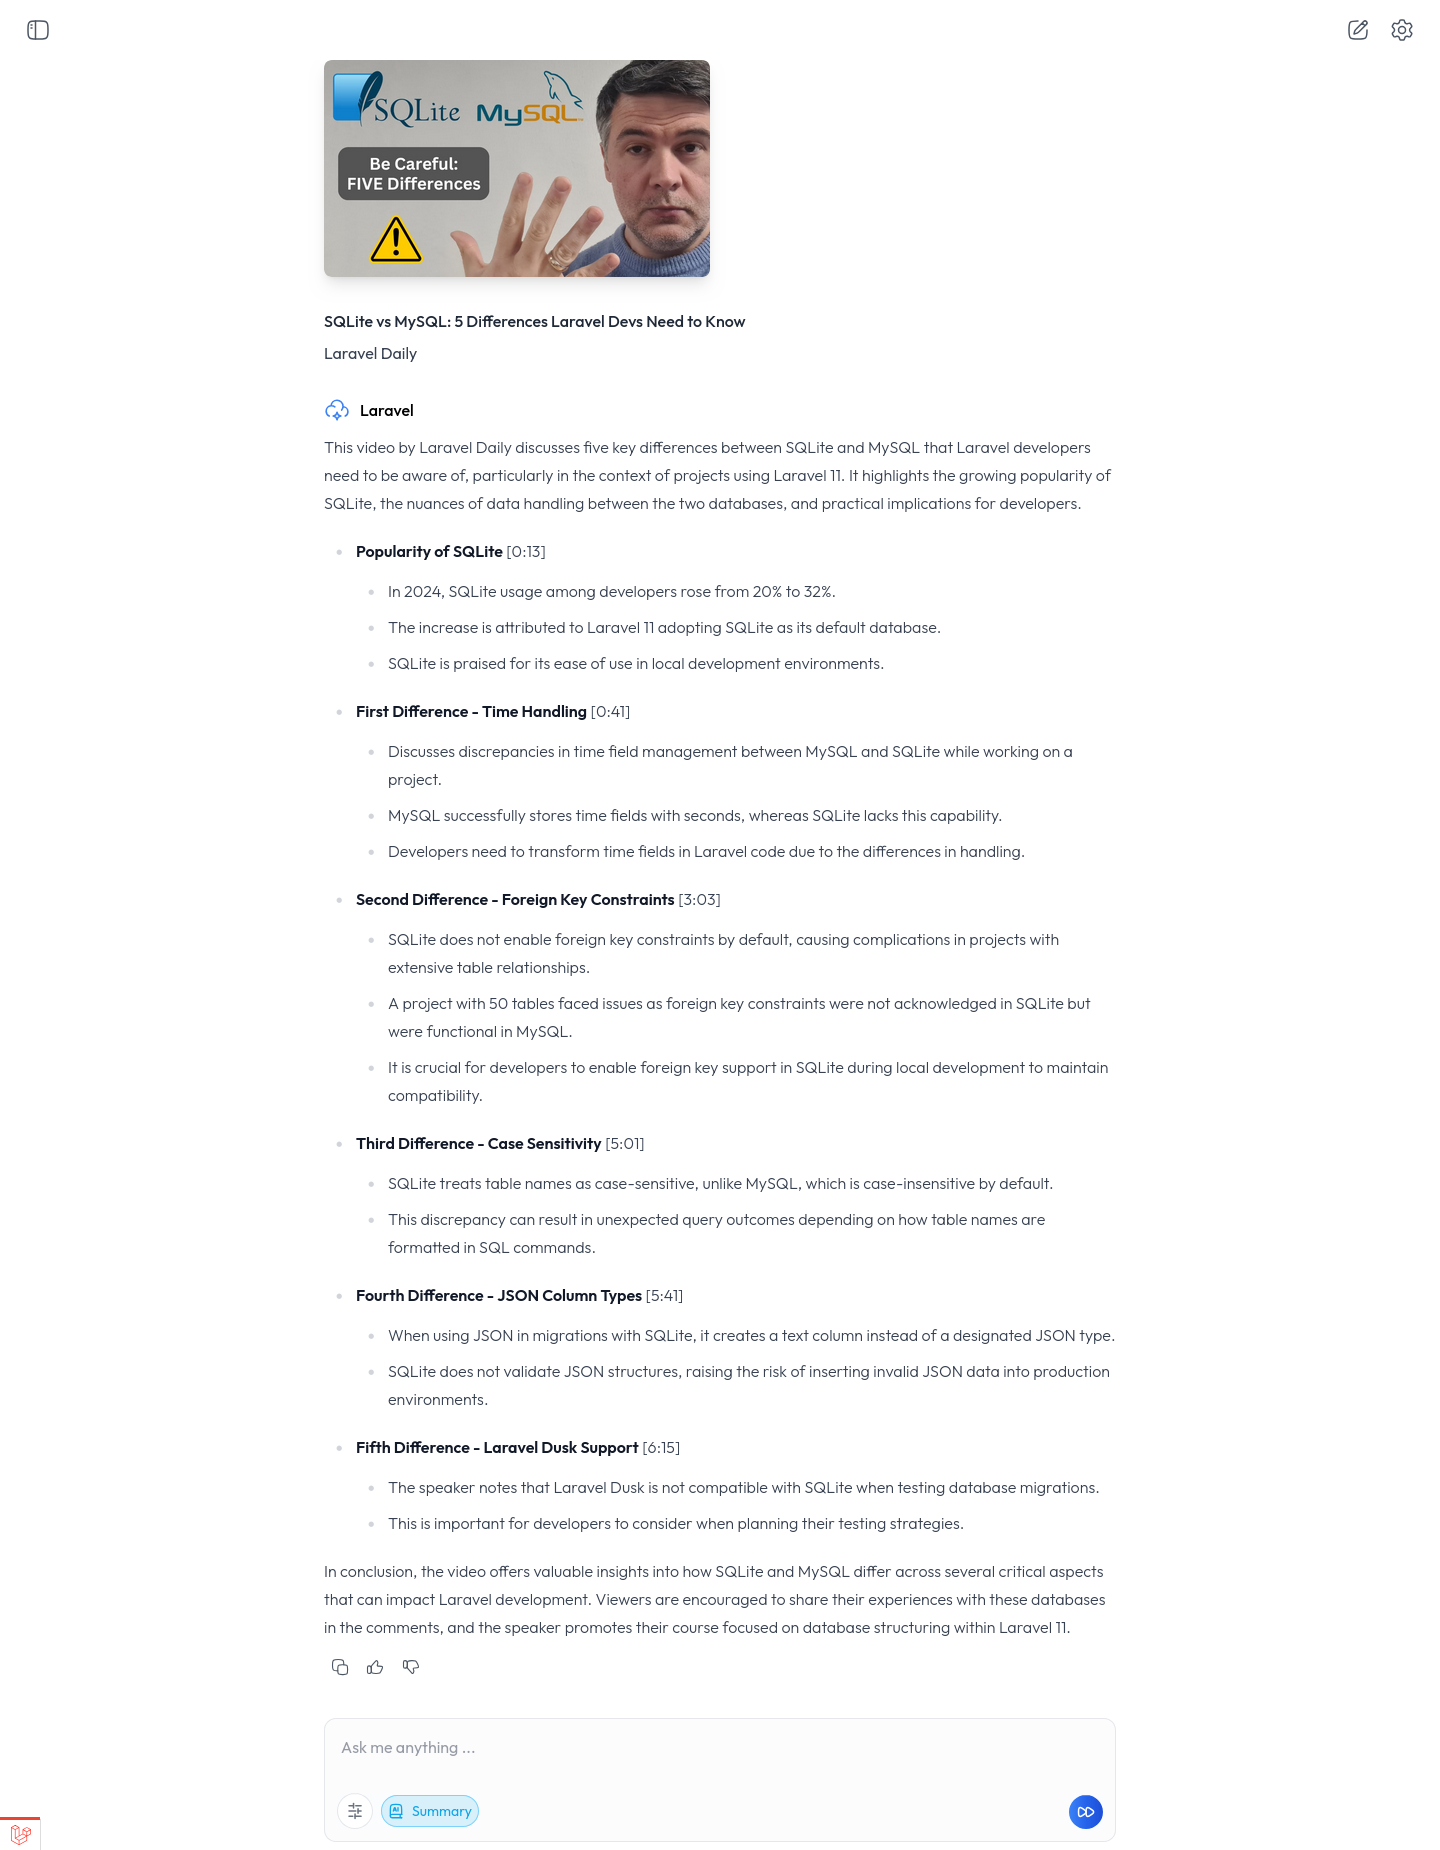 SQLite MySQL
Be Careful:
FIVE Differences
SQLite vs MySQL: 5 Differences Laravel Devs Need to Know
Laravel Daily
Laravel
This video by Laravel Daily discusses five key differences between SQLite and MySQL that Laravel developers
need to be aware of, particularly in the context of projects using Laravel 11. It highlights the growing popularity of
SQLite, the nuances of data handling between the two databases, and practical implications for developers.
Popularity of SQLite [0:13]
In 2024, SQLite usage among developers rose from 20% to 32%.
The increase is attributed to Laravel 11 adopting SQLite as its default database.
SQLite is praised for its ease of use in local development environments.
First Difference - Time Handling [0:41]
Discusses discrepancies in time field management between MySQL and SQLite while working on a
project.
MySQL successfully stores time fields with seconds, whereas SQLite lacks this capability.
Developers need to transform time fields in Laravel code due to the differences in handling.
Second Difference - Foreign Key Constraints [3:03]
SQLite does not enable foreign key constraints by default, causing complications in projects with
extensive table relationships.
A project with 50 tables faced issues as foreign key constraints were not acknowledged in SQLite but
were functional in MySQL.
It is crucial for developers to enable foreign key support in SQLite during local development to maintain
compatibility.
Third Difference - Case Sensitivity [5:01]
SQLite treats table names as case-sensitive, unlike MySQL, which is case-insensitive by default.
This discrepancy can result in unexpected query outcomes depending on how table names are
formatted in SQL commands.
Fourth Difference - JSON Column Types [5:41]
When using JSON in migrations with SQLite, it creates a text column instead of a designated JSON type.
SQLite does not validate JSON structures, raising the risk of inserting invalid JSON data into production
environments.
Fifth Difference - Laravel Dusk Support [6:15]
The speaker notes that Laravel Dusk is not compatible with SQLite when testing database migrations.
This is important for developers to consider when planning their testing strategies.
In conclusion, the video offers valuable insights into how SQLite and MySQL differ across several critical aspects
that can impact Laravel development. Viewers are encouraged to share their experiences with these databases
in the comments, and the speaker promotes their course focused on database structuring within Laravel 11.
Ask me anything ...
Summary